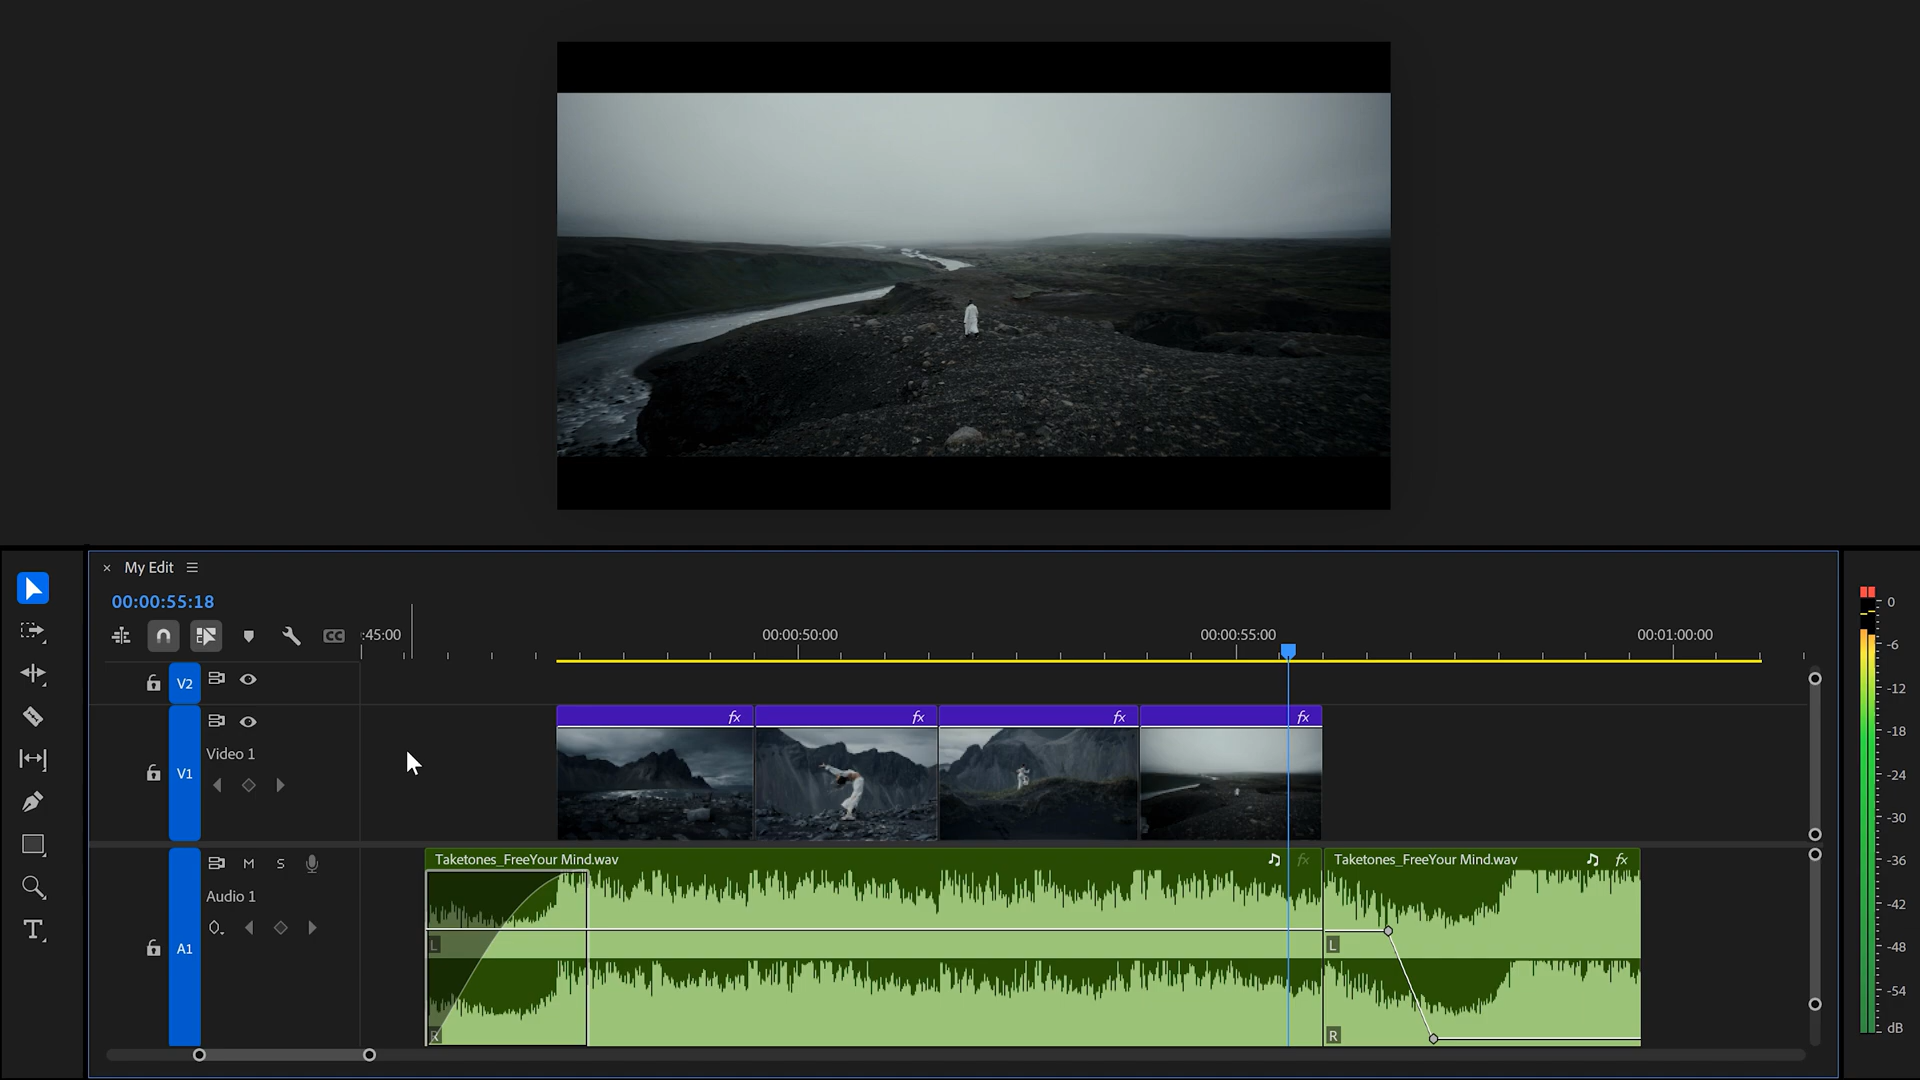 × My Edit
00:00:55:18
CC
:45:00 00:00:50:00 00:00:55:00 00:01:00:00
V2
fx fx fx fx
V1
Video 1
Taketones_FreeYour Mind.wav fx
Taketones_FreeYour Mind.wav fx
M S
Audio 1
A1
L
L
R
R
T
0
-6
-12
-18
-24
-30
-36
-42
-48
-54
dB